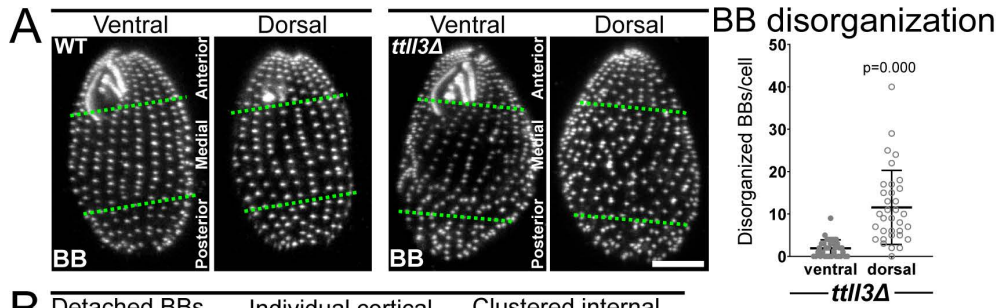 A
Ventral Dorsal Ventral Dorsal
WT
ttll3Δ
Anterior
Medial
Posterior
BB
Anterior
Medial
Posterior
BB
BB disorganization
Disorganized BBs/cell
50
40
30
20
10
0
p=0.000
ventral dorsal
ttll3Δ
B Detached BBs Individual cortical Clustered internal